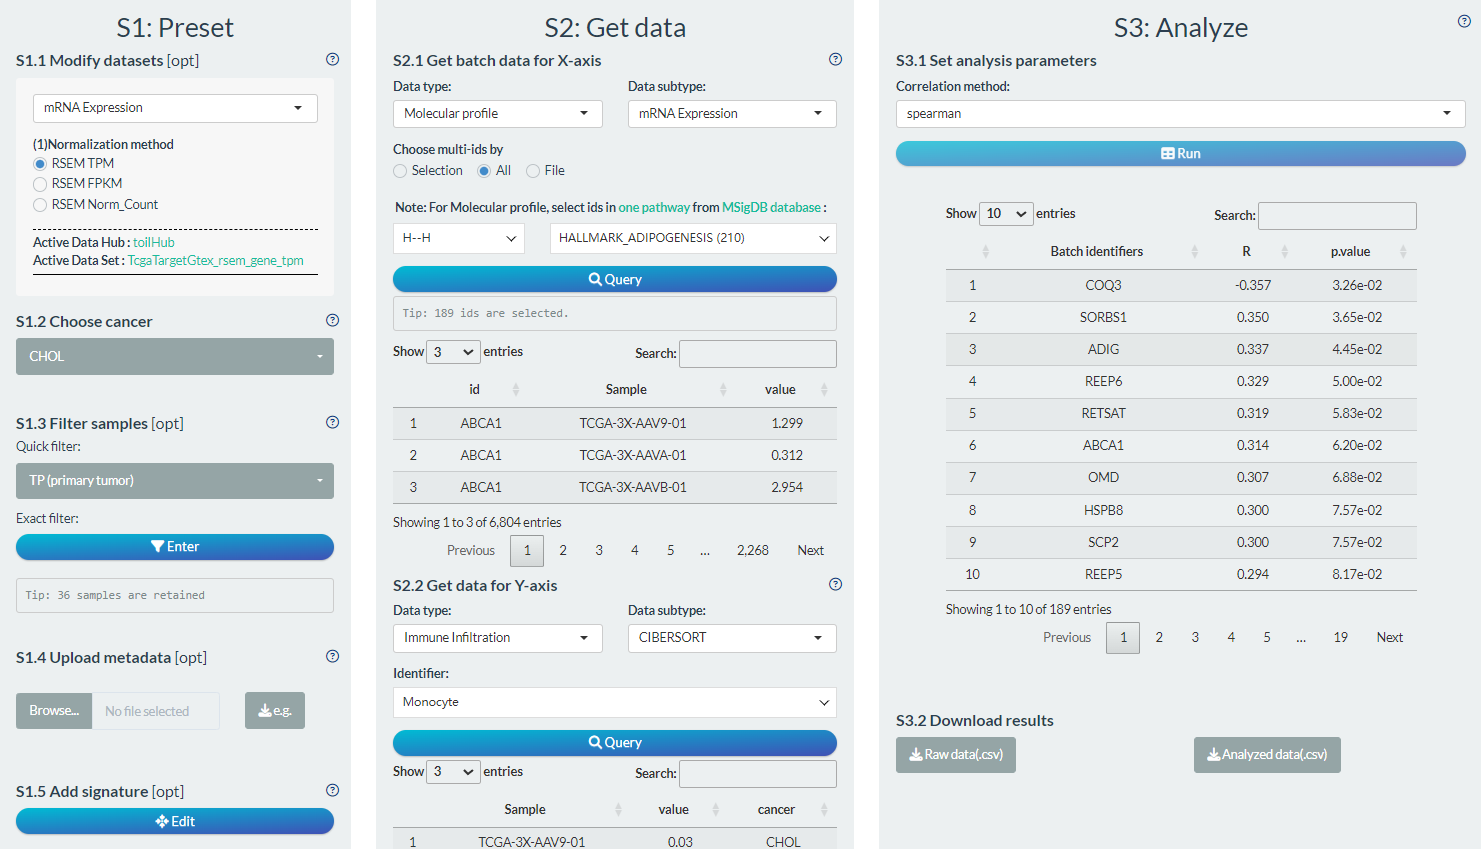 S1: Preset
S1.1 Modify datasets [opt]
mRNA Expression
(1)Normalization method
RSEM TPM
RSEM FPKM
RSEM Norm_Count
Active Data Hub : toilHub
Active Data Set : TcgaTargetGtex_rsem_gene_tpm
S1.2 Choose cancer
CHOL
S1.3 Filter samples [opt]
Quick filter:
TP (primary tumor)
Exact filter:
Enter
Tip: 36 samples are retained
S1.4 Upload metadata [opt]
Browse... No file selected e.g.
S1.5 Add signature [opt]
Edit
S2: Get data
S2.1 Get batch data for X-axis
Data type: Data subtype:
Molecular profile mRNA Expression
Choose multi-ids by
Selection All File
Note: For Molecular profile, select ids in one pathway from MSigDB database :
H--H HALLMARK_ADIPOGENESIS (210)
Query
Tip: 189 ids are selected.
Show 3 entries Search:
id Sample value
1 ABCA1 TCGA-3X-AAV9-01 1.299
2 ABCA1 TCGA-3X-AAVA-01 0.312
3 ABCA1 TCGA-3X-AAVB-01 2.954
Showing 1 to 3 of 6,804 entries
Previous 1 2 3 4 5 ... 2,268 Next
S2.2 Get data for Y-axis
Data type: Data subtype:
Immune Infiltration CIBERSORT
Identifier:
Monocyte
Query
Show 3 entries Search:
Sample value cancer
1 TCGA-3X-AAV9-01 0.03 CHOL
S3: Analyze
S3.1 Set analysis parameters
Correlation method:
spearman
Run
Show 10 entries Search:
Batch identifiers R p.value
1 COQ3 -0.357 3.26e-02
2 SORBS1 0.350 3.65e-02
3 ADIG 0.337 4.45e-02
4 REEP6 0.329 5.00e-02
5 RETSAT 0.319 5.83e-02
6 ABCA1 0.314 6.20e-02
7 OMD 0.307 6.88e-02
8 HSPB8 0.300 7.57e-02
9 SCP2 0.300 7.57e-02
10 REEP5 0.294 8.17e-02
Showing 1 to 10 of 189 entries
Previous 1 2 3 4 5 ... 19 Next
S3.2 Download results
Raw data(.csv) Analyzed data(.csv)